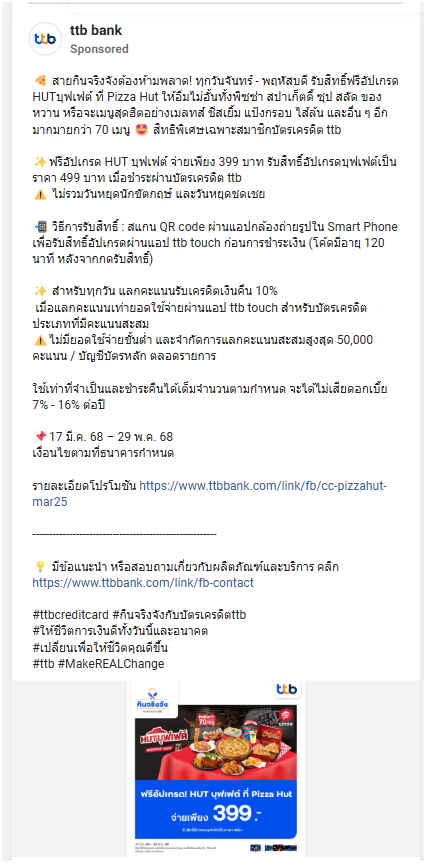 ttb
ttb bank
Sponsored
🍕 สายกินจริงจังต้องห้ามพลาด! ทุกวันจันทร์ - พฤหัสบดี รับสิทธิ์ฟรีอัปเกรด
HUTบุฟเฟต์ ที่ Pizza Hut ให้อิ่มไม่อั้นทั้งพิซซ่า สปาเก็ตตี้ ซุป สลัด ของ
หวาน หรือจะเมนูสุดฮิตอย่างเมลทส์ ชีสเยิ้ม แป้งกรอบ ไส้ล้น และอื่น ๆ อีก
มากมายกว่า 70 เมนู 🤩 สิทธิพิเศษเฉพาะสมาชิกบัตรเครดิต ttb
✨ฟรีอัปเกรด HUT บุฟเฟต์ จ่ายเพียง 399 บาท รับสิทธิ์อัปเกรดบุฟเฟต์เป็น
ราคา 499 บาท เมื่อชำระผ่านบัตรเครดิต ttb
⚠️ ไม่รวมวันหยุดนักขัตฤกษ์ และวันหยุดชดเชย
📲 วิธีการรับสิทธิ์ : สแกน QR code ผ่านแอปกล้องถ่ายรูปใน Smart Phone
เพื่อรับสิทธิ์อัปเกรดผ่านแอป ttb touch ก่อนการชำระเงิน (โค้ดมีอายุ 120
นาที หลังจากกดรับสิทธิ์)
✨ สำหรับทุกวัน แลกคะแนนรับเครดิตเงินคืน 10%
เมื่อแลกคะแนนเท่ายอดใช้จ่ายผ่านแอป ttb touch สำหรับบัตรเครดิต
ประเภทที่มีคะแนนสะสม
⚠️ไม่มียอดใช้จ่ายขั้นต่ำ และจำกัดการแลกคะแนนสะสมสูงสุด 50,000
คะแนน / บัญชีบัตรหลัก ตลอดรายการ
ใช้เท่าที่จำเป็นและชำระคืนได้เต็มจำนวนตามกำหนด จะได้ไม่เสียดอกเบี้ย
7% - 16% ต่อปี
📌17 มี.ค. 68 – 29 พ.ค. 68
เงื่อนไขตามที่ธนาคารกำหนด
รายละเอียดโปรโมชัน https://www.ttbbank.com/link/fb/cc-pizzahut-
mar25
------------------------------------------------------
💡 มีข้อแนะนำ หรือสอบถามเกี่ยวกับผลิตภัณฑ์และบริการ คลิก
https://www.ttbbank.com/link/fb-contact
#ttbcreditcard #กินจริงจังกับบัตรเครดิตttb
#ให้ชีวิตการเงินดีทั้งวันนี้และอนาคต
#เปลี่ยนเพื่อให้ชีวิตคุณดีขึ้น
#ttb #MakeREALChange
ttb
กินจริงจัง
HUTบุฟเฟต์
ฟรีอัปเกรด! HUT บุฟเฟต์ ที่ Pizza Hut
จ่ายเพียง 399.-